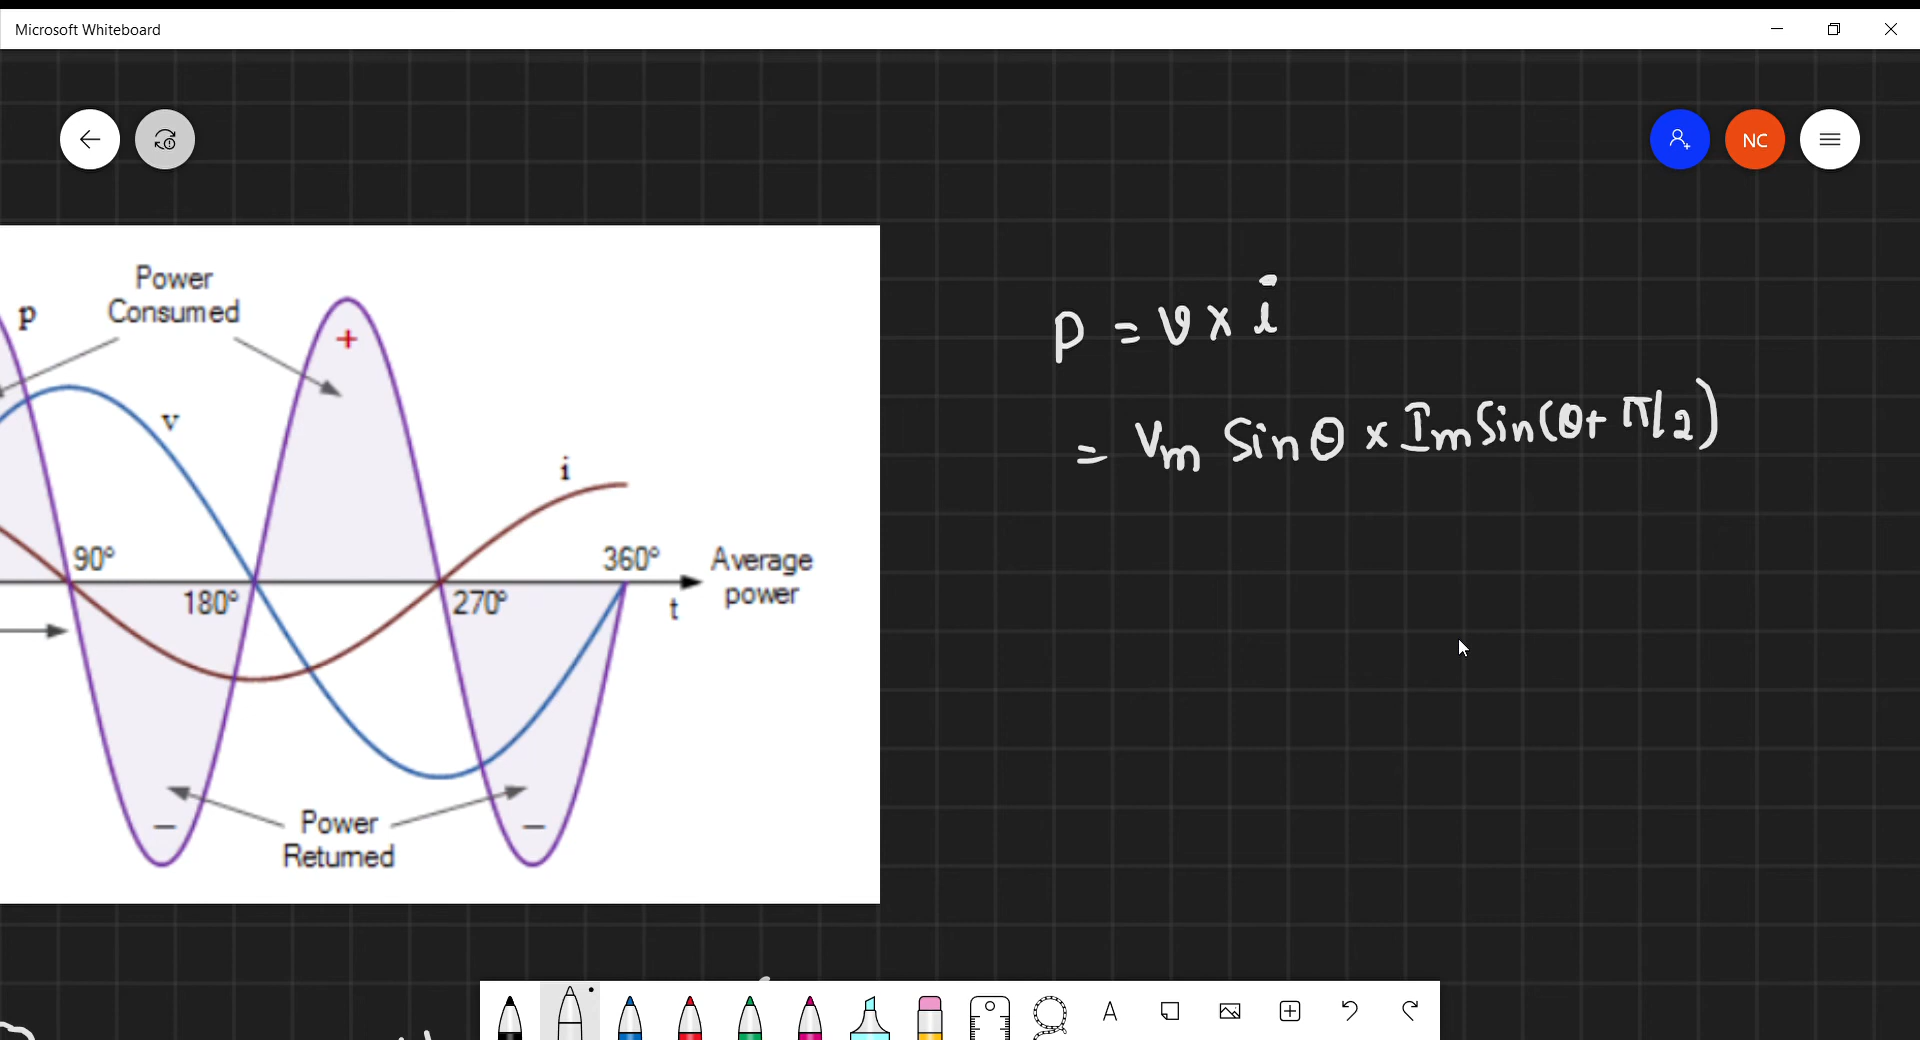 Microsoft Whiteboard
NC
Power
Consumed
p
+
v
i
90°
360°
Average
power
180°
270°
t
−
−
Power
Returned
p = v x i
= Vm Sin θ x Im Sin(θ+ π/2)
A